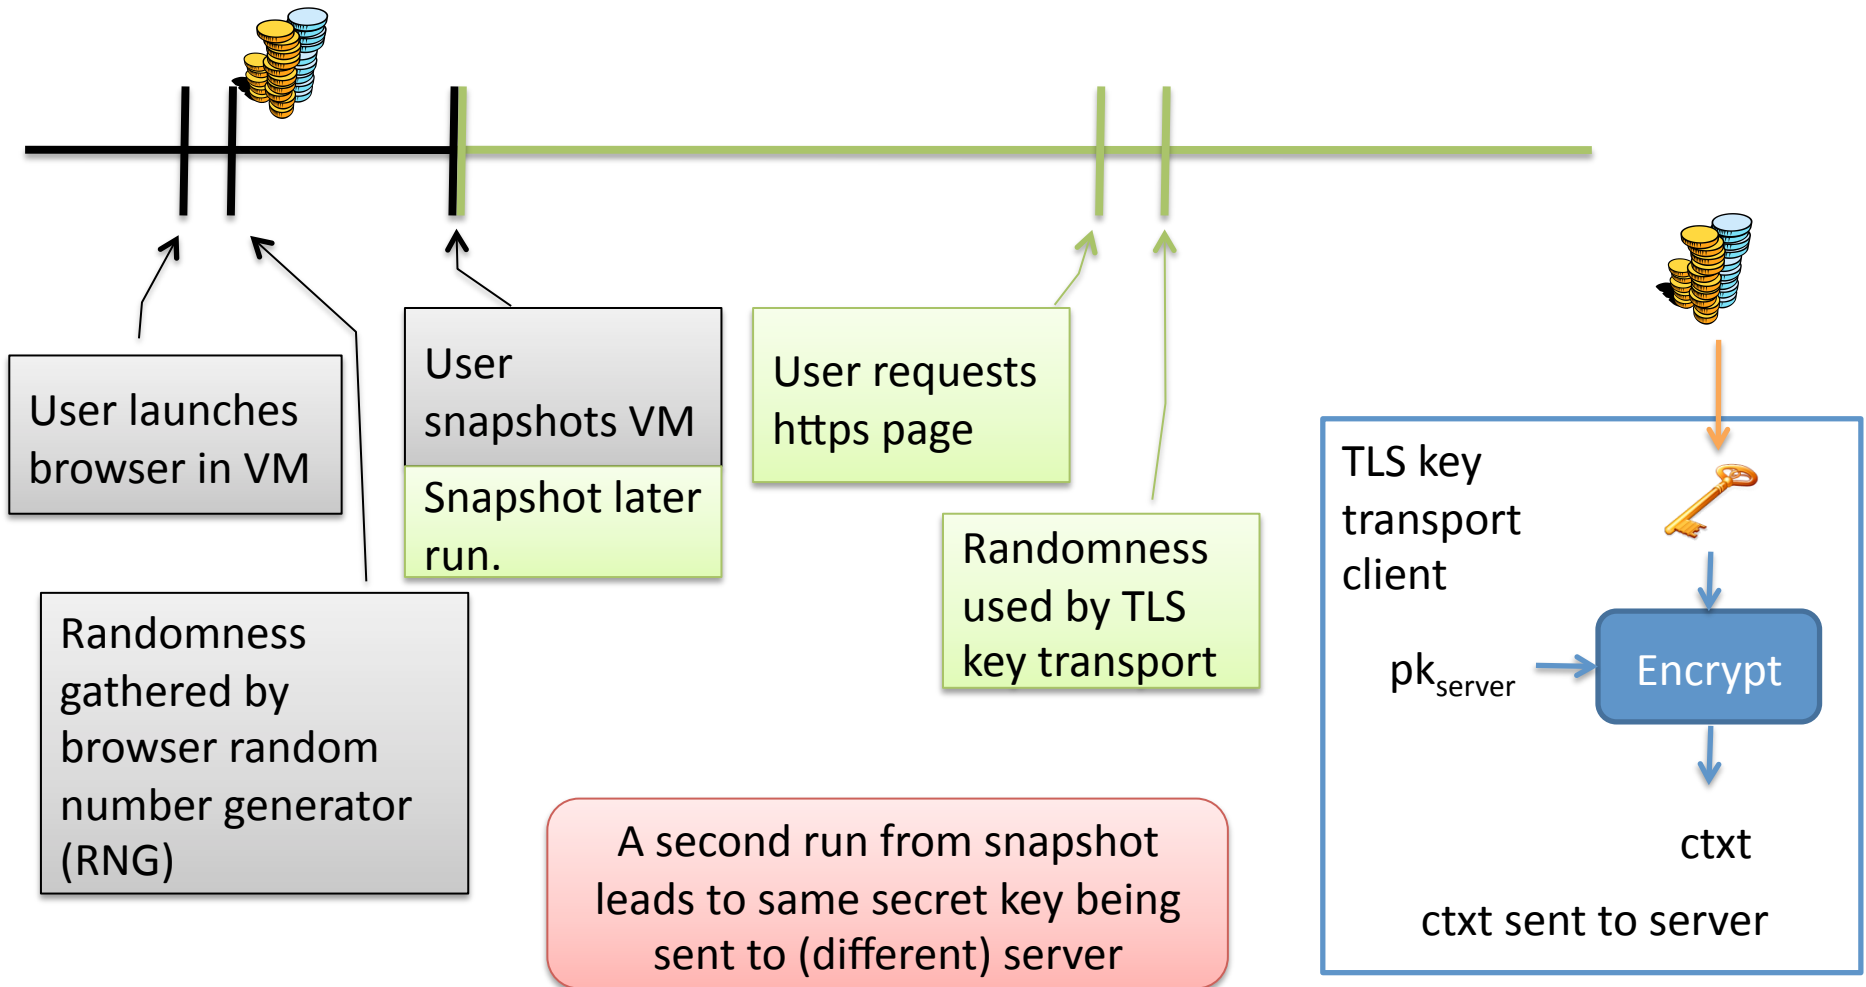 User launches
browser in VM
Randomness
gathered by
browser random
number generator
(RNG)
User
snapshots VM
Snapshot later
run.
User requests
https page
Randomness
used by TLS
key transport
A second run from snapshot
leads to same secret key being
sent to (different) server
TLS key
transport
client
pkserver
Encrypt
ctxt
ctxt sent to server